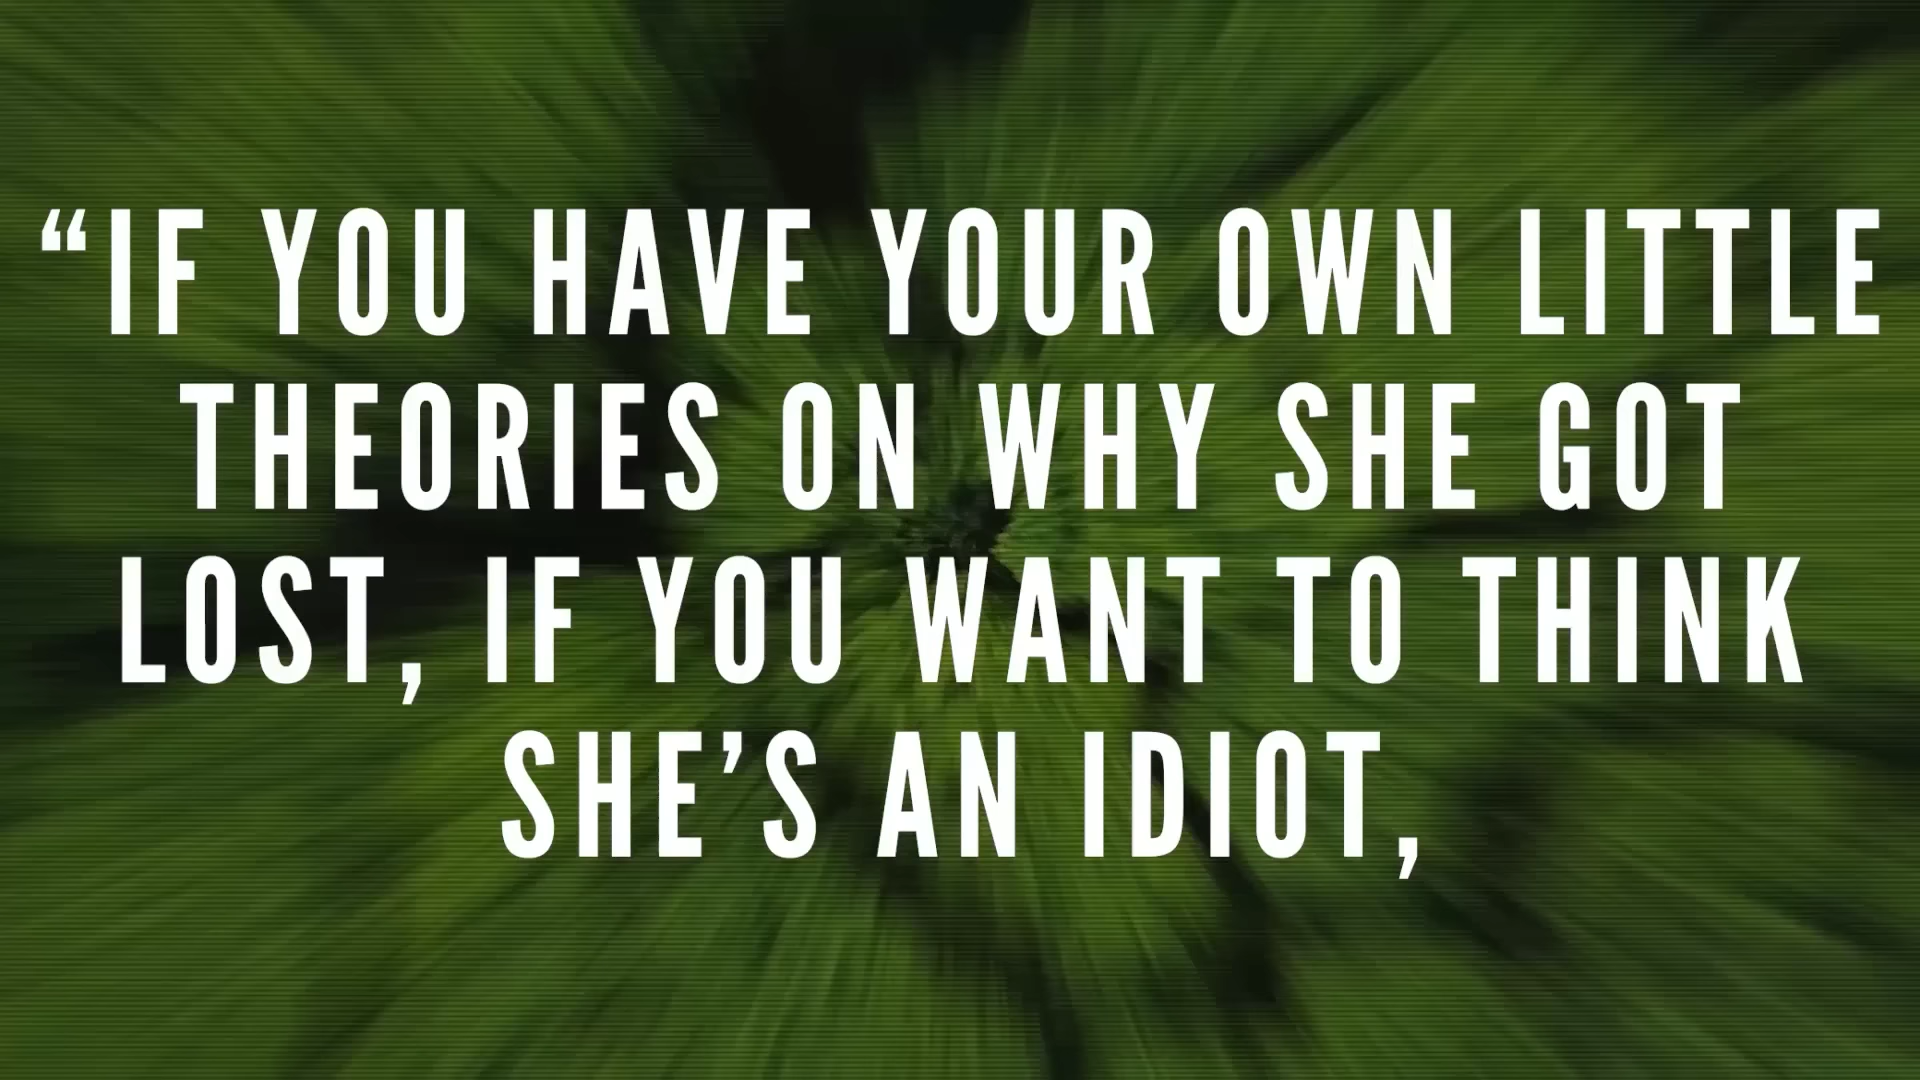 “IF YOU HAVE YOUR OWN LITTLE
THEORIES ON WHY SHE GOT
LOST, IF YOU WANT TO THINK
SHE’S AN IDIOT,